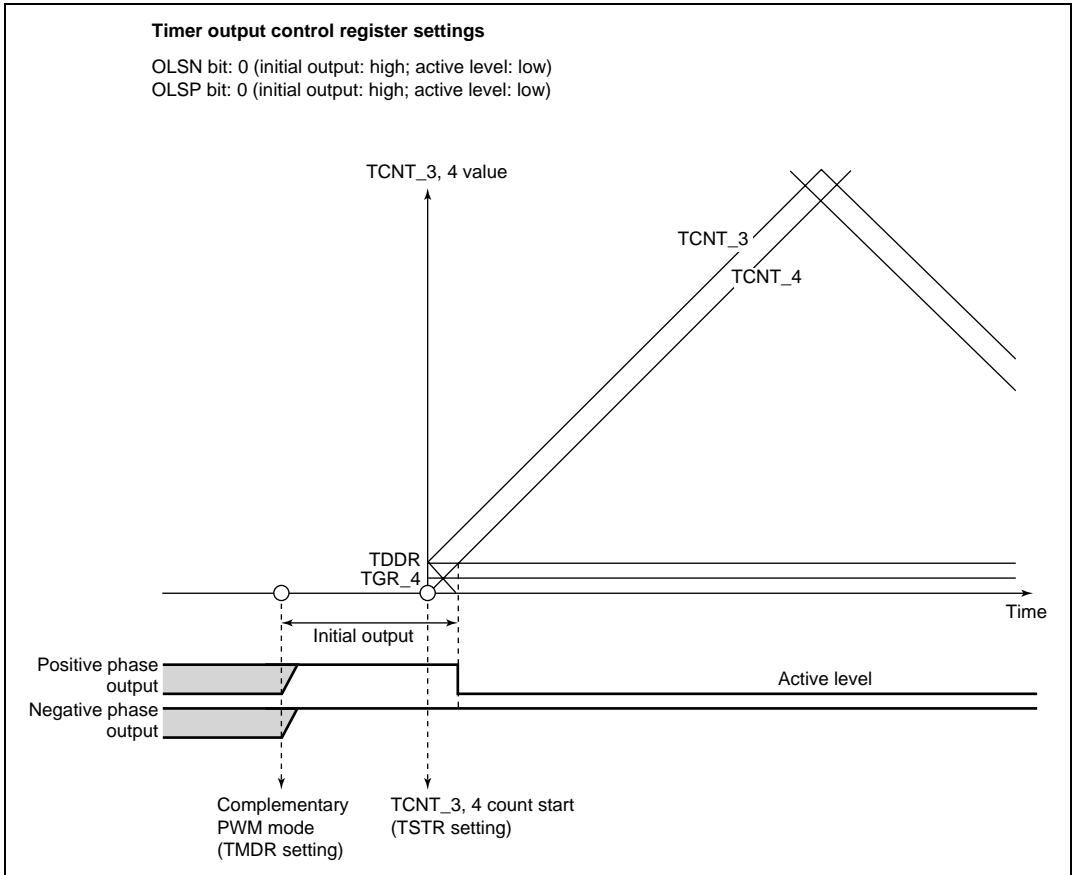 Timer output control register settings
OLSN bit: 0 (initial output: high; active level: low)
OLSP bit: 0 (initial output: high; active level: low)
TCNT_3, 4 value
TCNT_3
TCNT_4
TDDR
TGR_4
Time
Initial output
Positive phase
output
Active level
Negative phase
output
Complementary
PWM mode
(TMDR setting)
TCNT_3, 4 count start
(TSTR setting)